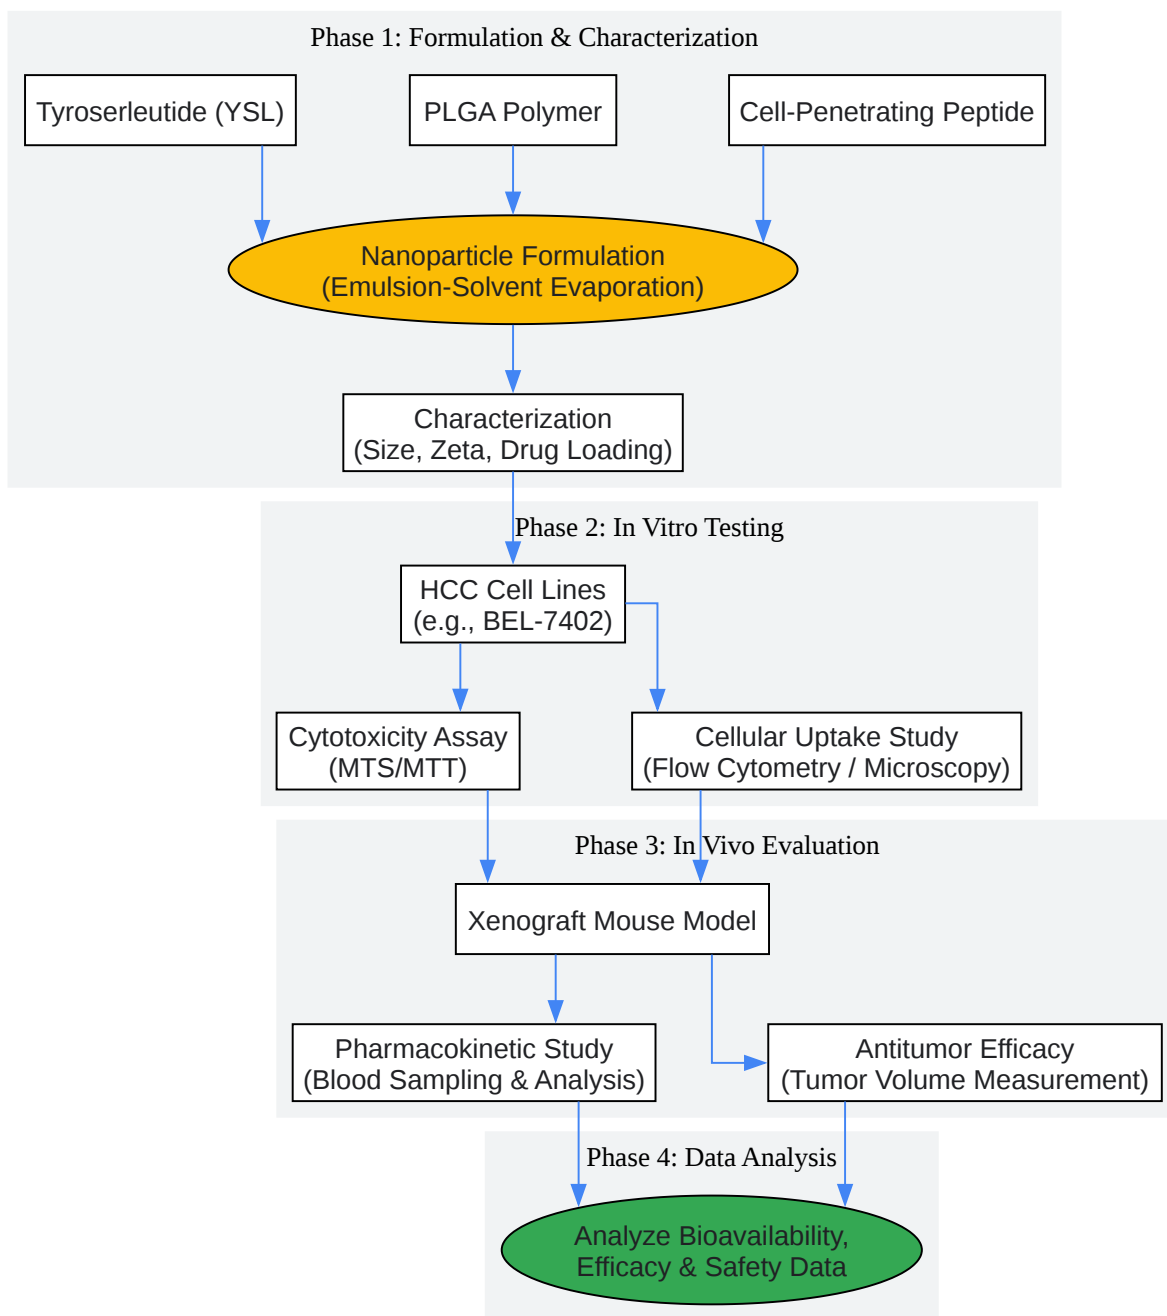 Phase 1: Formulation & Characterization
Tyroserleutide (YSL)
PLGA Polymer
Cell-Penetrating Peptide
Nanoparticle Formulation
(Emulsion-Solvent Evaporation)
Characterization
(Size, Zeta, Drug Loading)
Phase 2: In Vitro Testing
HCC Cell Lines
(e.g., BEL-7402)
Cytotoxicity Assay
(MTS/MTT)
Cellular Uptake Study
(Flow Cytometry / Microscopy)
Phase 3: In Vivo Evaluation
Xenograft Mouse Model
Pharmacokinetic Study
(Blood Sampling & Analysis)
Antitumor Efficacy
(Tumor Volume Measurement)
Phase 4: Data Analysis
Analyze Bioavailability,
Efficacy & Safety Data